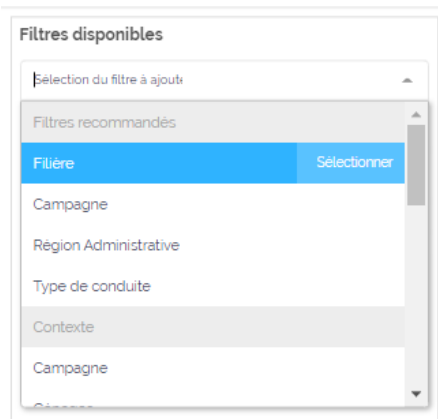 Filtres disponibles
Sélection du filtre à ajoute
Filtres recommandés
Filière Sélectionner
Campagne
Région Administrative
Type de conduite
Contexte
Campagne